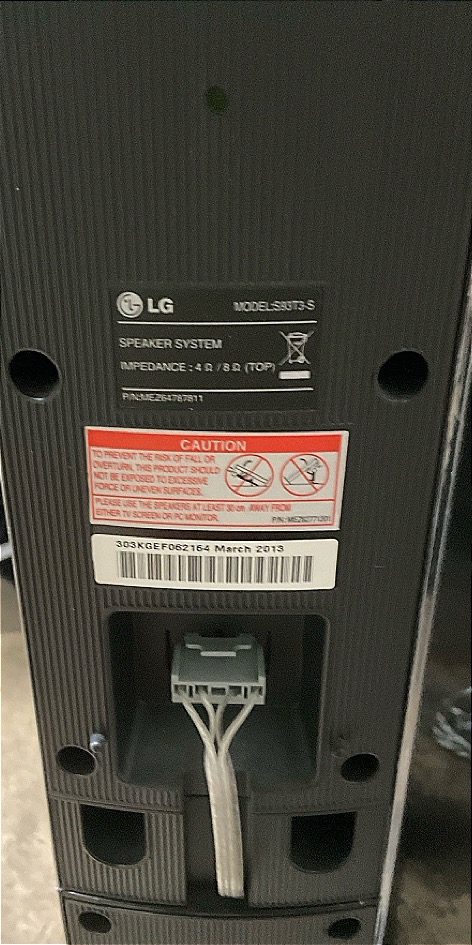 LG MODEL:S93T3-S
SPEAKER SYSTEM
IMPEDANCE : 4 Ω / 8 Ω (TOP)
P/N:MEZ64787811
CAUTION
TO PREVENT THE RISK OF FALL OR
OVERTURN, THIS PRODUCT SHOULD
NOT BE EXPOSED TO EXCESSIVE
FORCE OR UNEVEN SURFACES.
PLEASE USE THE SPEAKERS AT LEAST 30 cm AWAY FROM
EITHER TV SCREEN OR PC MONITOR.
P/N : MEZ62771201
303KGEF062164 March 2013